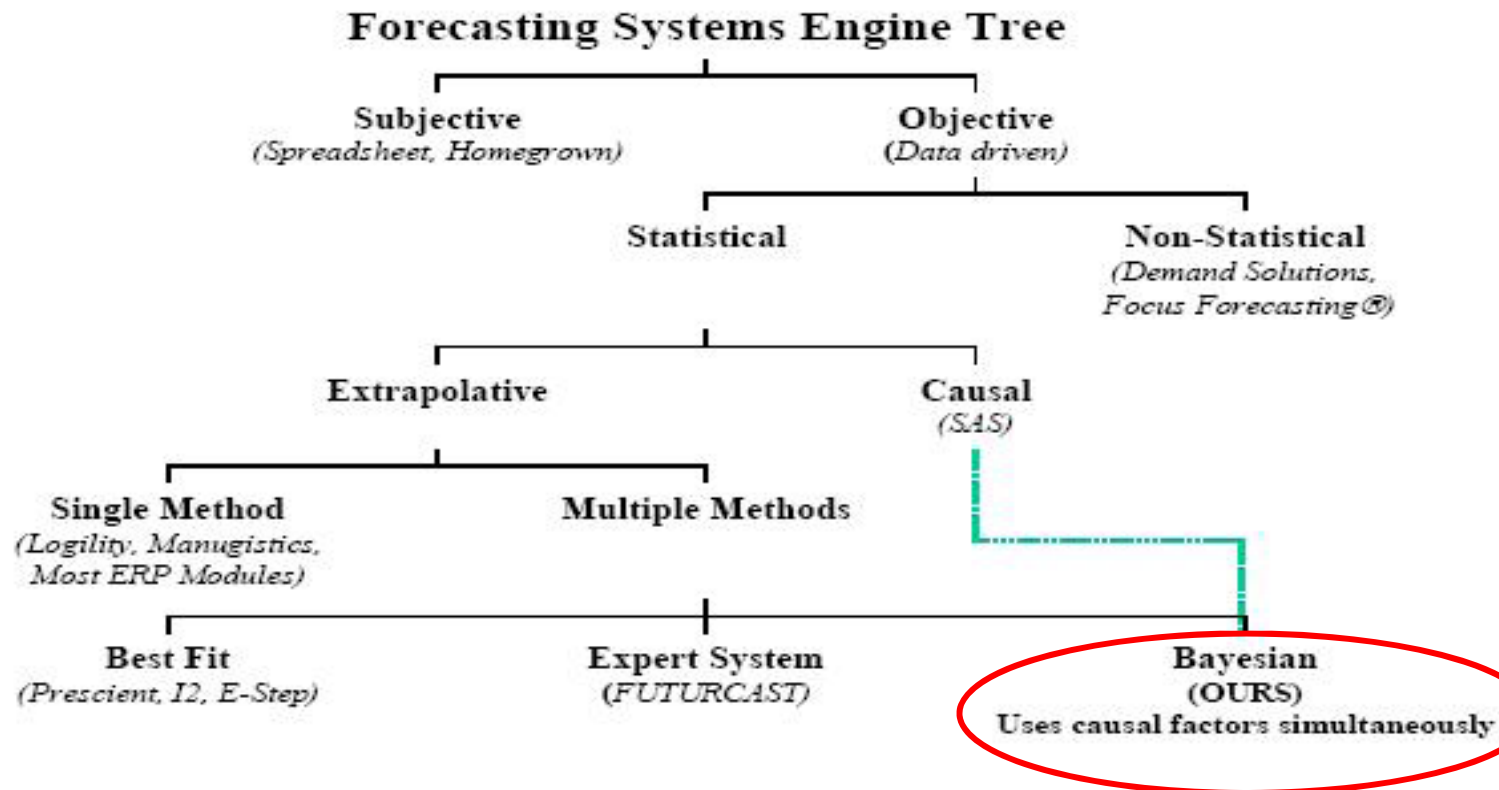 Forecasting Systems Engine Tree
Subjective
(Spreadsheet, Homegrown)
Objective
(Data driven)
Statistical
Non-Statistical
(Demand Solutions,
Focus Forecasting®)
Extrapolative
Causal
(SAS)
Single Method
(Logility, Manugistics,
Most ERP Modules)
Multiple Methods
Best Fit
(Prescient, I2, E-Step)
Expert System
(FUTURCAST)
Bayesian
(OURS)
Uses causal factors simultaneously